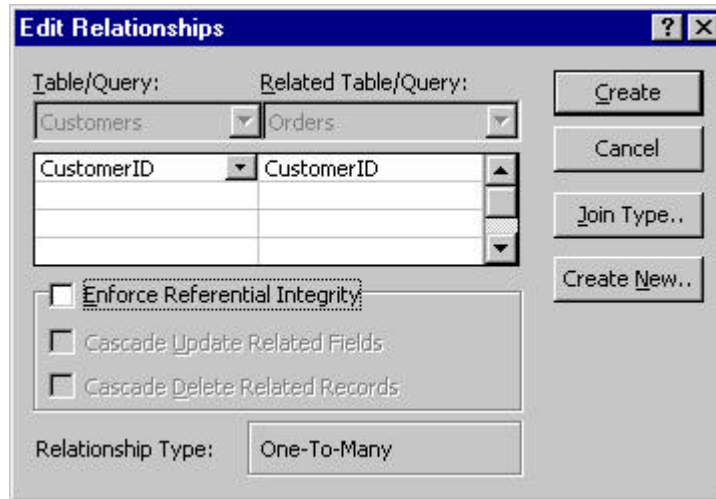 Edit Relationships
Table/Query: Related Table/Query:
Customers Orders
CustomerID CustomerID
Enforce Referential Integrity
Cascade Update Related Fields
Cascade Delete Related Records
Relationship Type: One-To-Many
Create
Cancel
Join Type..
Create New..